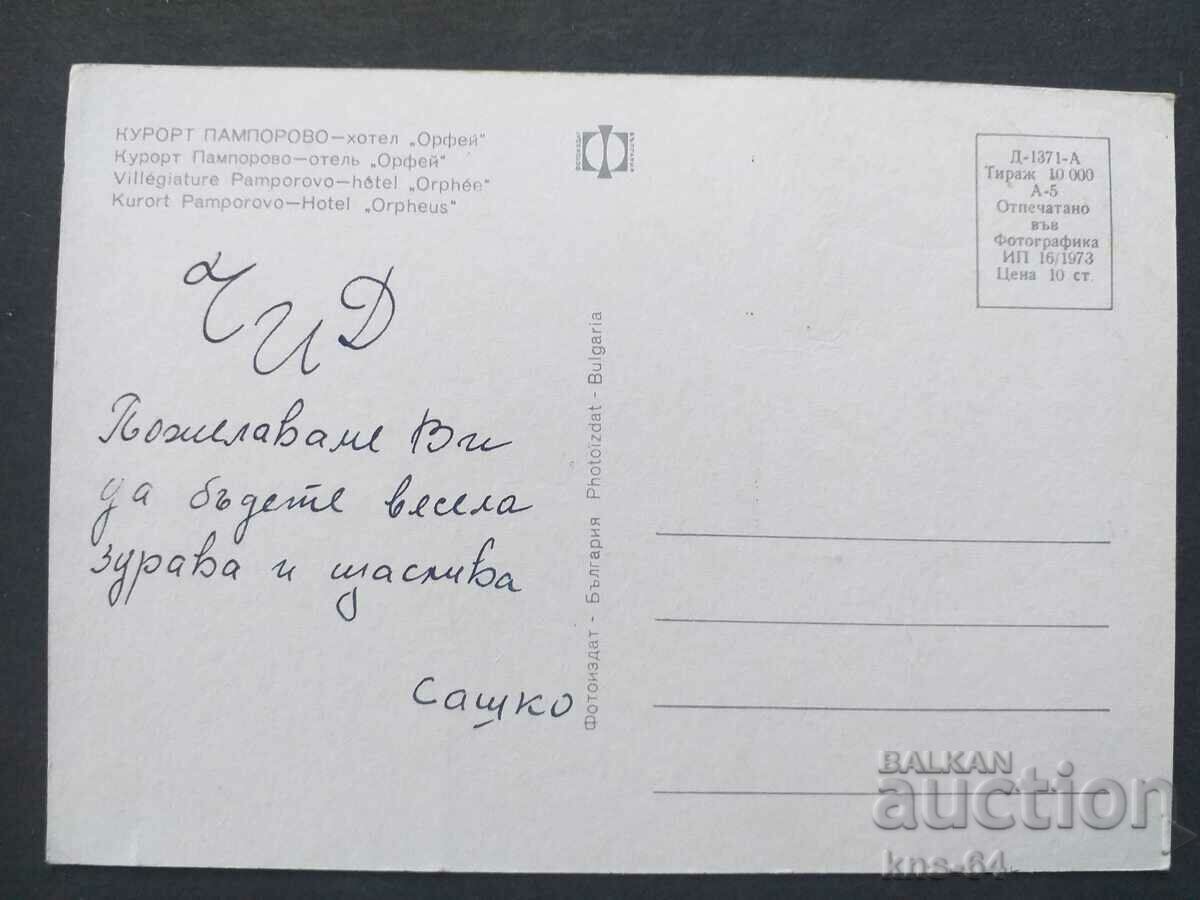 КУРОРТ ПАМПОРОВО—хотел „Орфей"
Курорт Пампорово—отель „Орфей"
Villégiature Pamporovo—hôtel „Orphée"
Kurort Pamporovo—Hotel „Orpheus"
ЧИД
Пожелаваме Ви
да бъдете весела
здрава и щаслива
Сашко
Фотоиздат - България Photoizdat - Bulgaria
Д-1371-А
Тираж 10 000
А-5
Отпечатано
във
Фотографика
ИП 16/1973
Цена 10 ст.
BALKAN
auction
kns-64